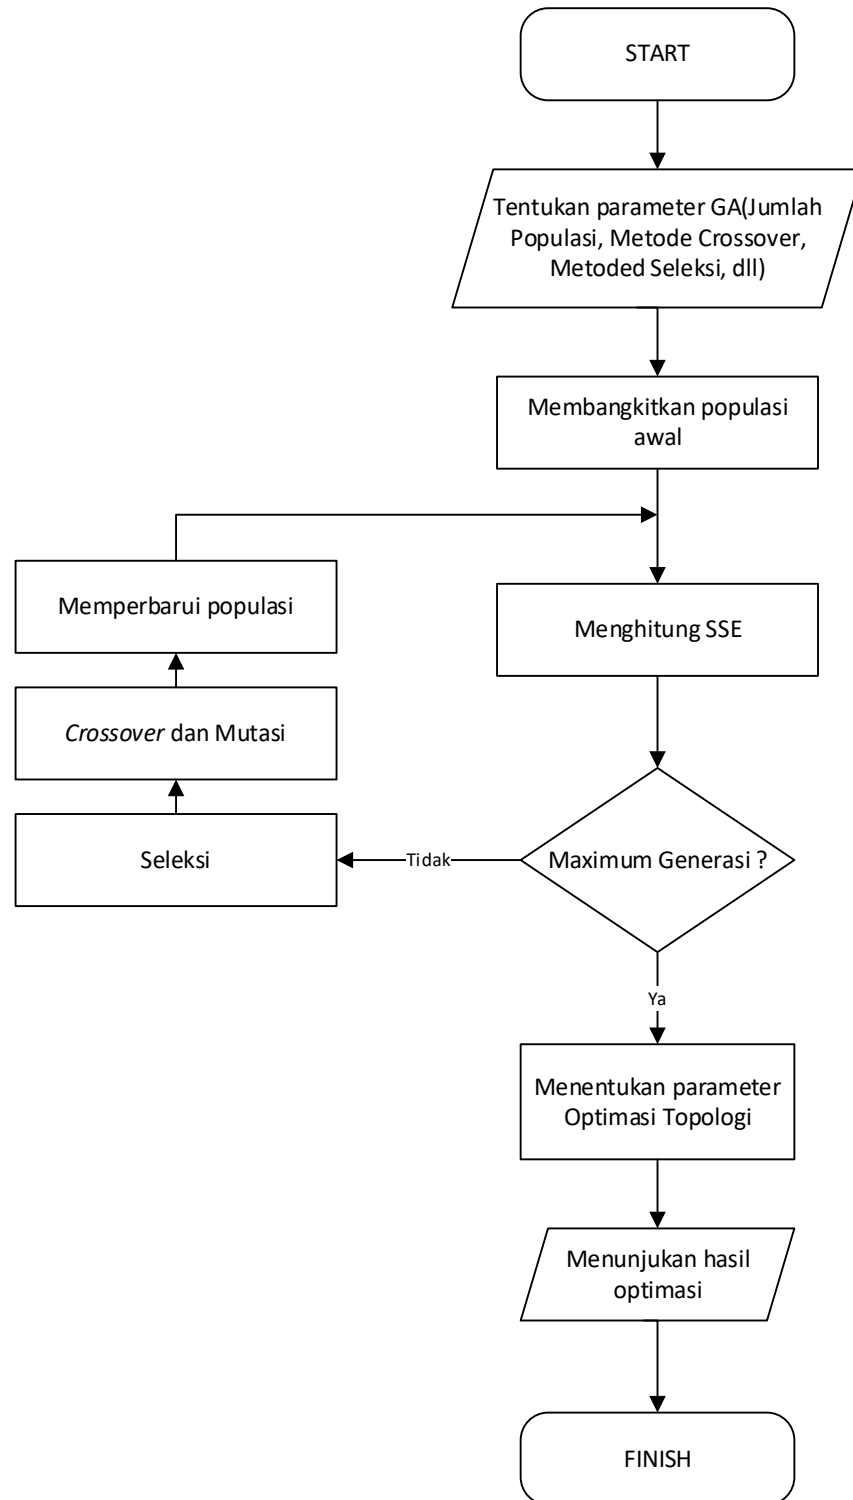 START
Tentukan parameter GA(Jumlah
Populasi, Metode Crossover,
Metoded Seleksi, dll)
Membangkitkan populasi
awal
Memperbarui populasi
Menghitung SSE
Crossover dan Mutasi
Seleksi
Tidak
Maximum Generasi ?
Ya
Menentukan parameter
Optimasi Topologi
Menunjukan hasil
optimasi
FINISH